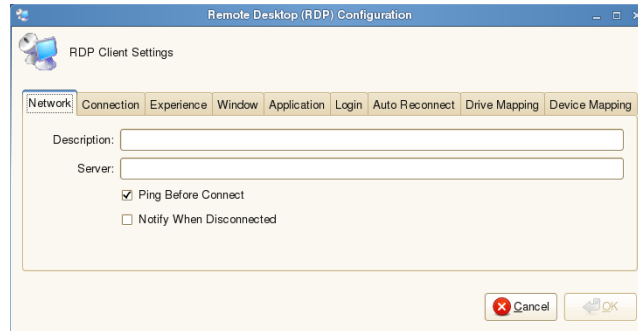 Remote Desktop (RDP) Configuration
RDP Client Settings
Network Connection Experience Window Application Login Auto Reconnect Drive Mapping Device Mapping
Description:
Server:
Ping Before Connect
Notify When Disconnected
Cancel OK